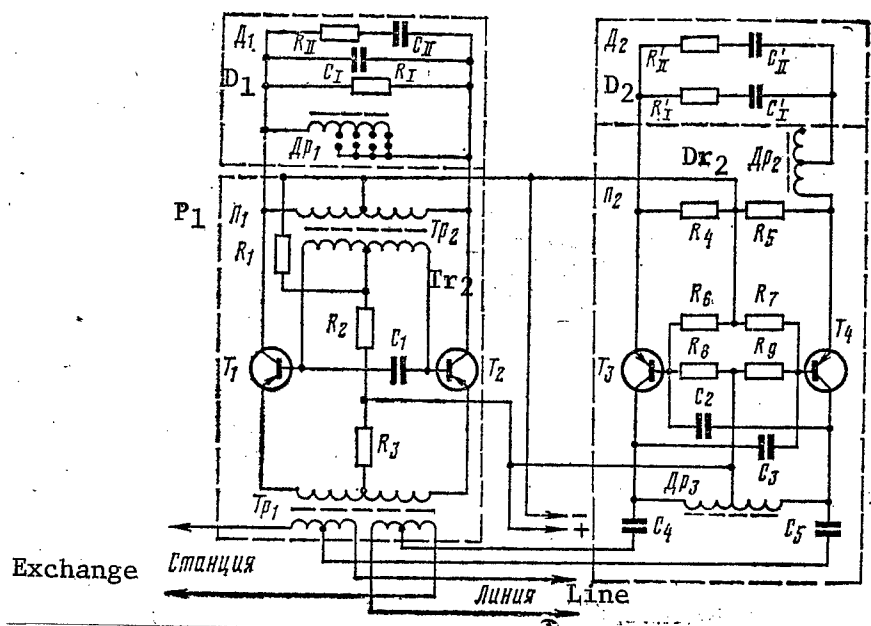 Д1 RII CII
CI RI
D1
Др1
P1 П1
R1
Тр2
Tr2
R2 C1
T1 T2
R3
Тр1
Д2 R'II C'II
D2 R'I C'I
Dr2 Др2
П2
R4 R5
R6 R7
T3 T4
R8 R9
C2
C3
Др3
C4 C5
−
+
Exchange Станция
Линия Line